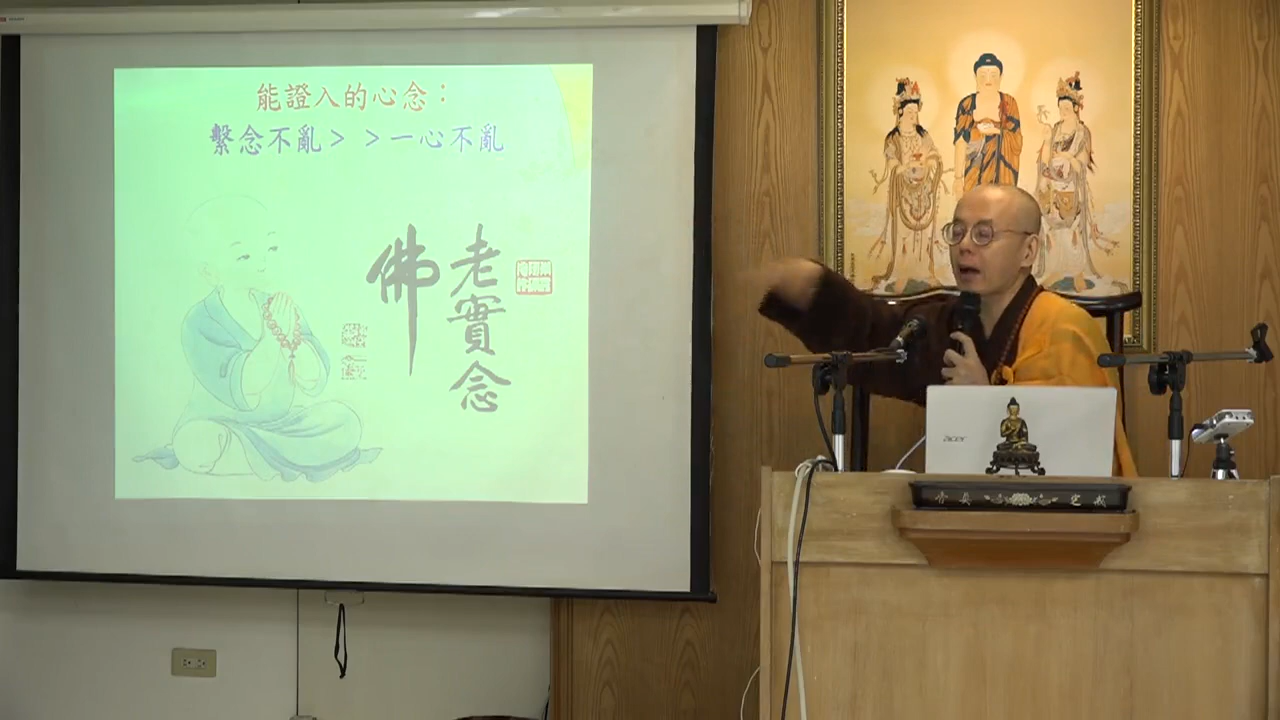 能證入的心念：
繫念不亂＞ ＞一心不亂
老實念
佛
acer